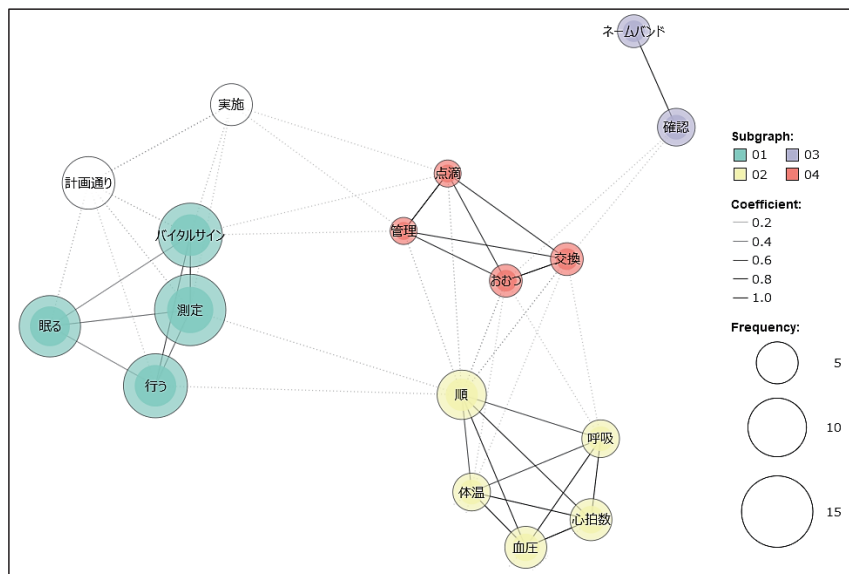 ネームバンド
実施
確認
Subgraph:
01 03
02 04
点滴
計画通り
Coefficient:
0.2
0.4
0.6
0.8
1.0
管理
バイタルサイン
交換
おむつ
測定
眠る
Frequency:
5
行う
順
10
呼吸
体温
心拍数
15
血圧